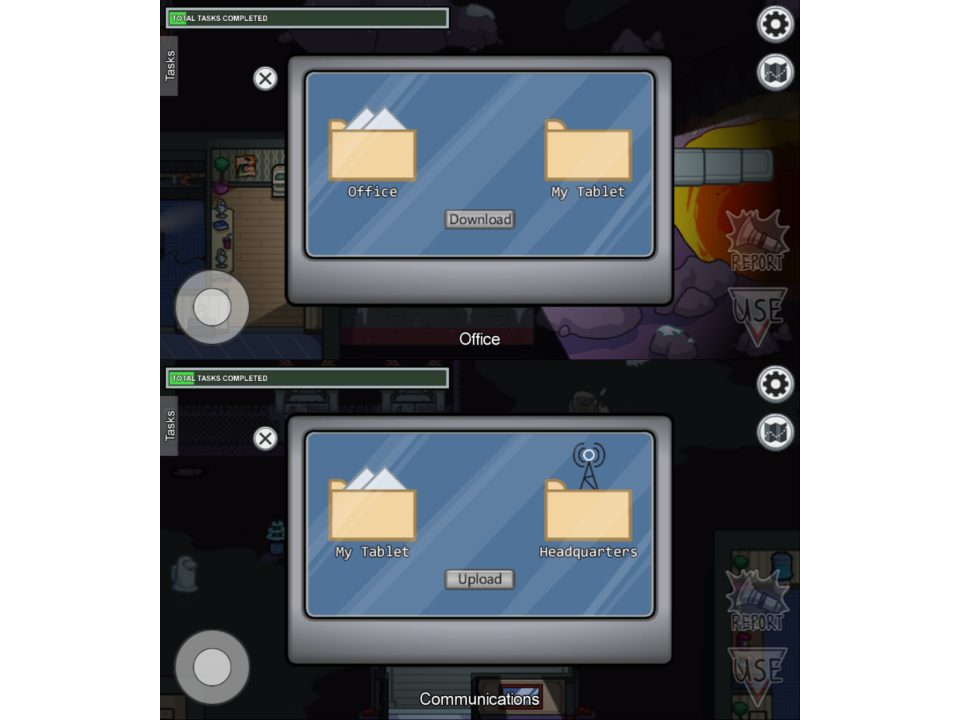 TOTAL TASKS COMPLETED
Tasks
Office
My Tablet
Download
REPORT
USE
Office
TOTAL TASKS COMPLETED
Tasks
My Tablet
Headquarters
Upload
REPORT
USE
Communications